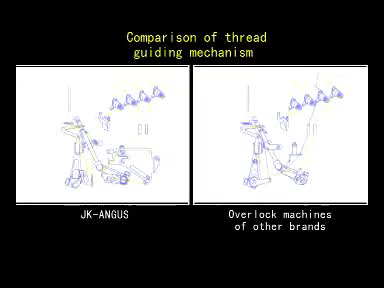 Comparison of thread
guiding mechanism
JK-ANGUS
Overlock machines
of other brands